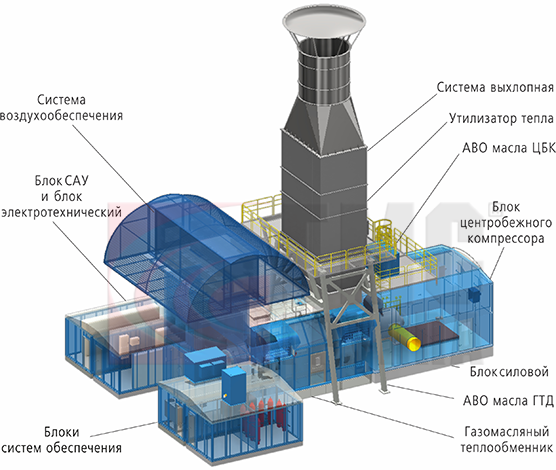 Система
воздухообеспечения
Блок САУ
и блок
электротехнический
Блоки
систем обеспечения
Система выхлопная
Утилизатор тепла
АВО масла ЦБК
Блок
центробежного
компрессора
Блок силовой
АВО масла ГТД
Газомасляный
теплообменник